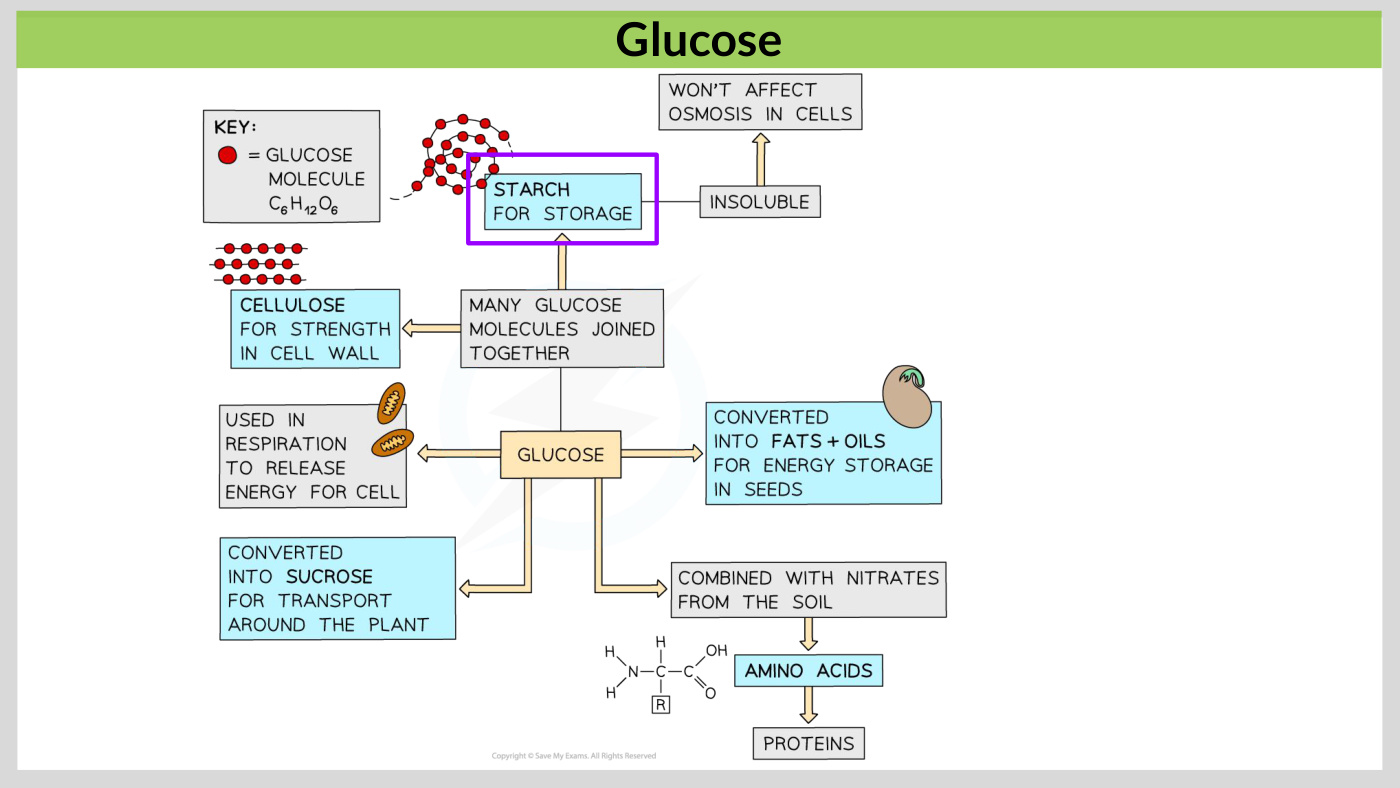 Glucose
WON'T AFFECT
OSMOSIS IN CELLS
KEY:
= GLUCOSE
MOLECULE
C₆H₁₂O₆
STARCH
FOR STORAGE
INSOLUBLE
CELLULOSE
FOR STRENGTH
IN CELL WALL
MANY GLUCOSE
MOLECULES JOINED
TOGETHER
USED IN
RESPIRATION
TO RELEASE
ENERGY FOR CELL
GLUCOSE
CONVERTED
INTO FATS + OILS
FOR ENERGY STORAGE
IN SEEDS
CONVERTED
INTO SUCROSE
FOR TRANSPORT
AROUND THE PLANT
COMBINED WITH NITRATES
FROM THE SOIL
H H OH
N C C
H R O
AMINO ACIDS
PROTEINS
Copyright © Save My Exams. All Rights Reserved